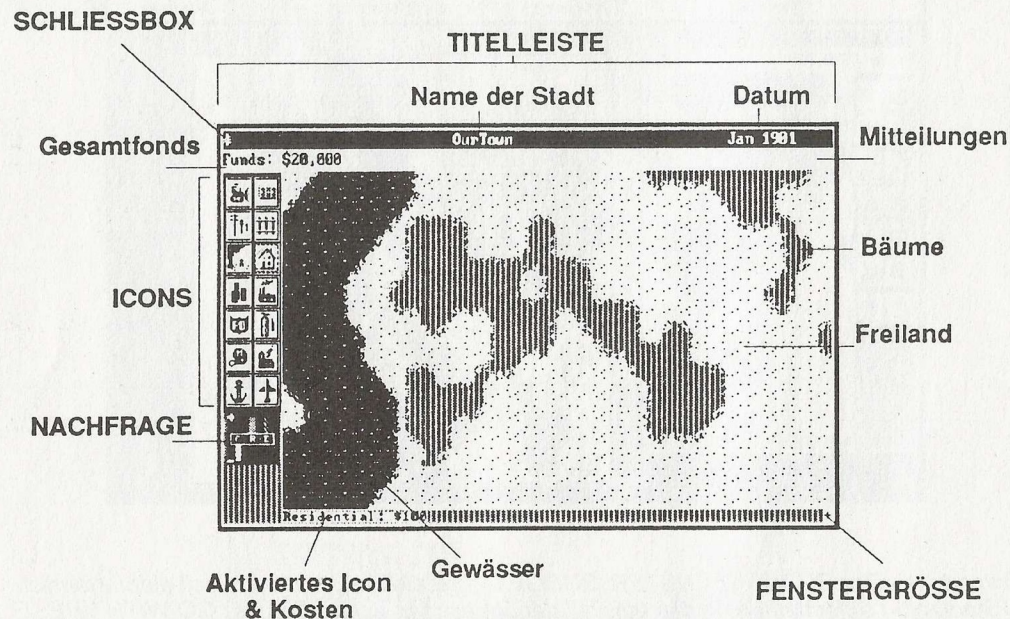 SCHLIESSBOX
TITELLEISTE
Name der Stadt
Datum
OurTown
Jan 1901
Mitteilungen
Gesamtfonds
Funds: $20,000
Bäume
ICONS
Freiland
NACHFRAGE
Residential: $100
Gewässer
Aktiviertes Icon
& Kosten
FENSTERGRÖSSE